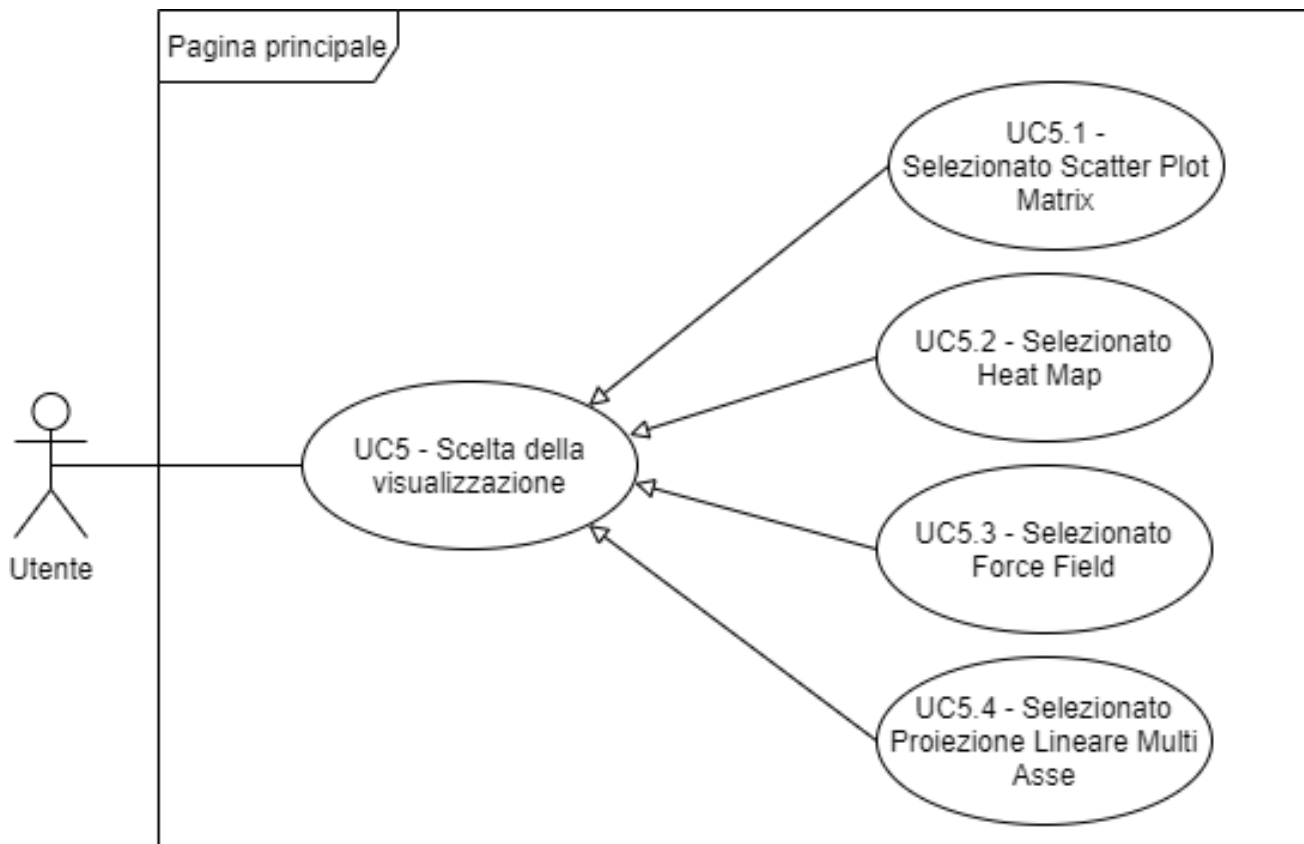 Pagina principale
UC5.1 -
Selezionato Scatter Plot
Matrix
UC5.2 - Selezionato
Heat Map
UC5 - Scelta della
visualizzazione
UC5.3 - Selezionato
Force Field
Utente
UC5.4 - Selezionato
Proiezione Lineare Multi
Asse